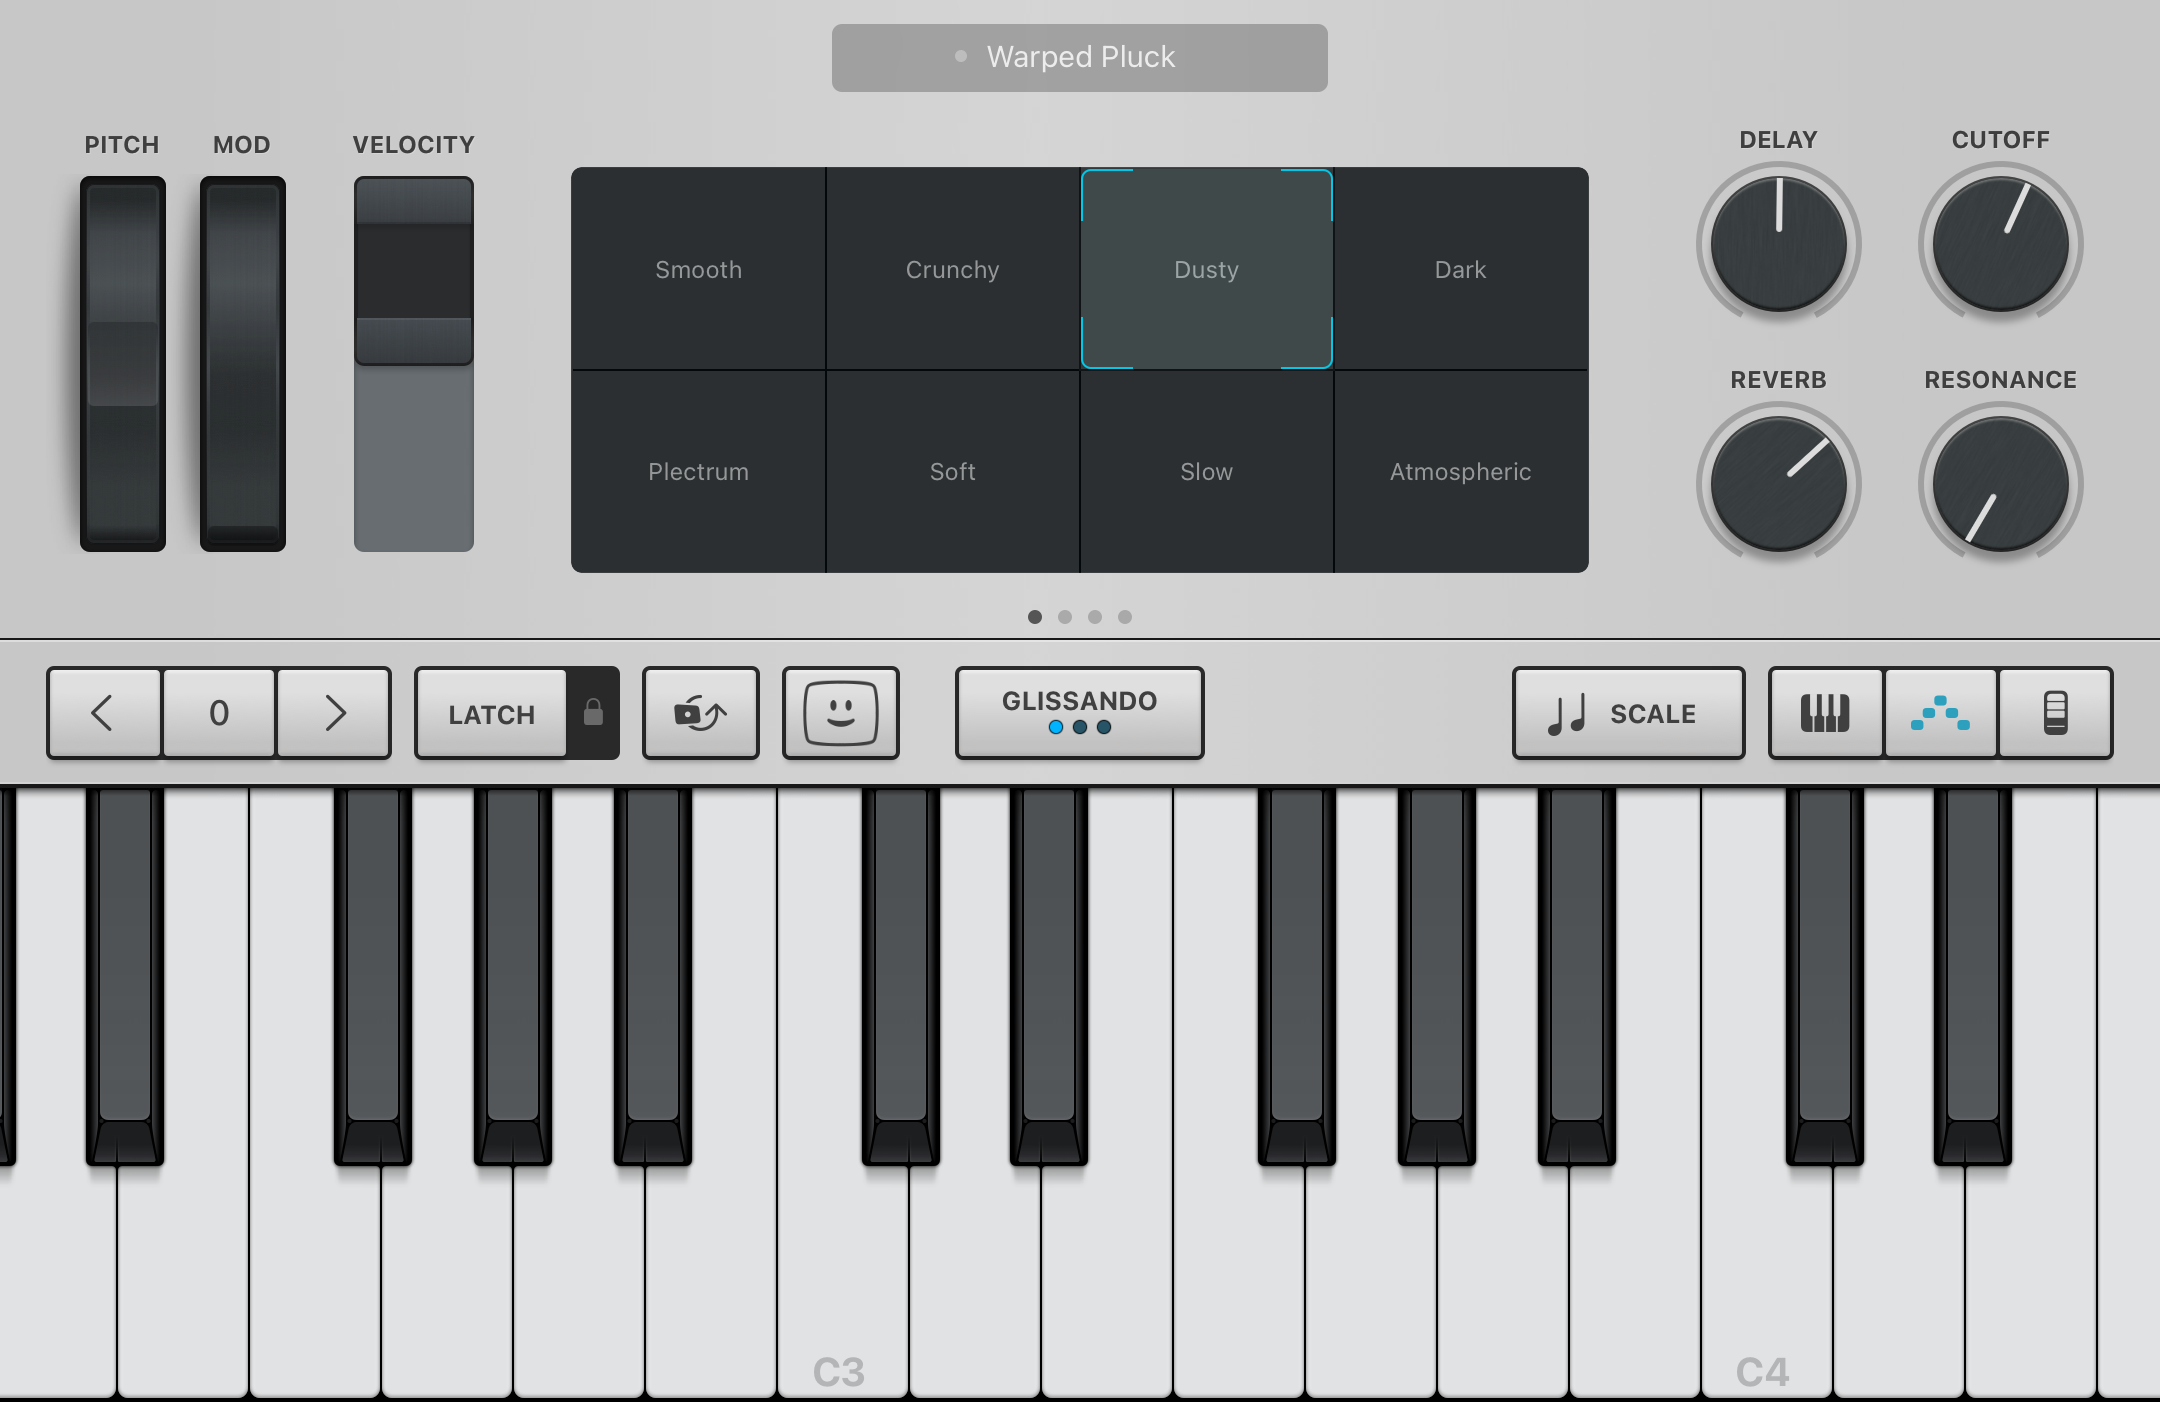 Warped Pluck
PITCH
MOD
VELOCITY
DELAY
CUTOFF
Smooth
Crunchy
Dusty
Dark
REVERB
RESONANCE
Plectrum
Soft
Slow
Atmospheric
0
LATCH
GLISSANDO
SCALE
C3
C4